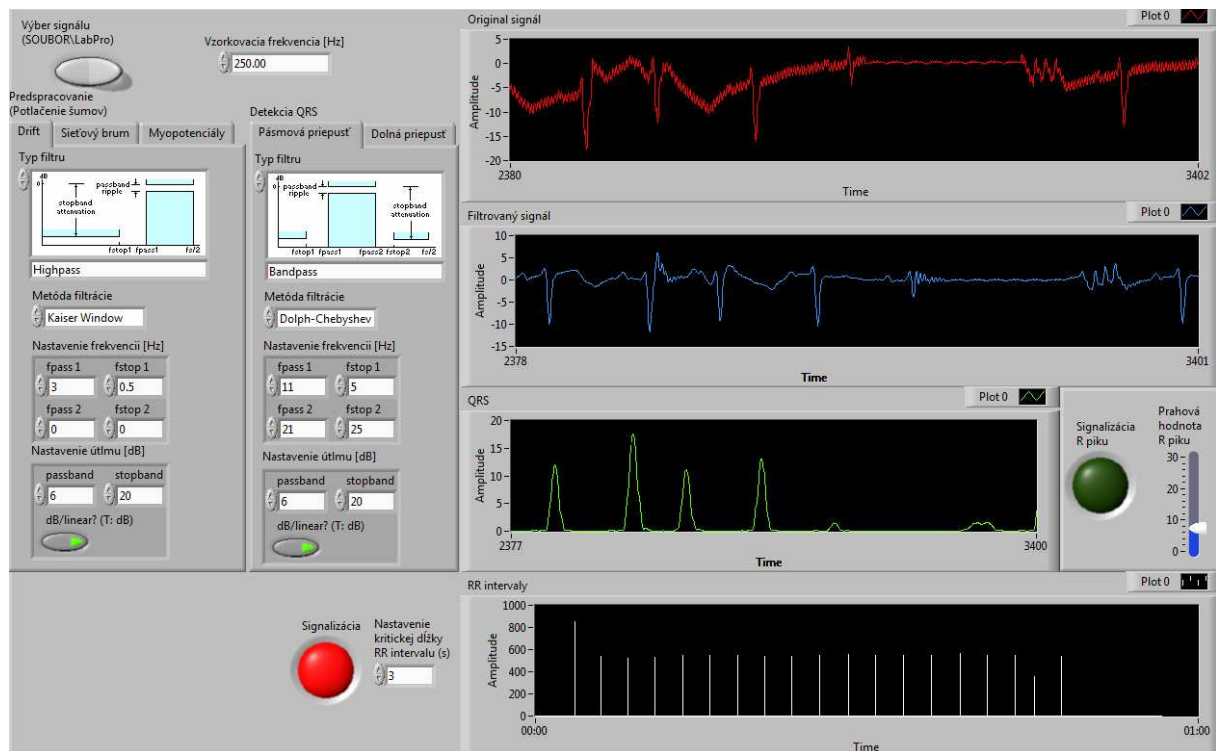 Výber signálu
(SOUBOR\LabPro)
Vzorkovacia frekvencia [Hz]
250.00
Predspracovanie
(Potlačenie šumov)
Drift
Sieťový brum
Myopotenciály
Typ filtru
dB
0
passband
ripple
stopband
attenuation
fstop1 fpass1 fs/2
Highpass
Metóda filtrácie
Kaiser Window
Nastavenie frekvencii [Hz]
fpass 1 fstop 1
3 0.5
fpass 2 fstop 2
0 0
Nastavenie útlmu [dB]
passband stopband
6 20
dB/linear? (T: dB)
Detekcia QRS
Pásmová priepusť
Dolná priepusť
Typ filtru
dB
0
passband
ripple
stopband
attenuation
fstop1 fpass1 fpass2 fstop2 fs/2
Bandpass
Metóda filtrácie
Dolph-Chebyshev
Nastavenie frekvencii [Hz]
fpass 1 fstop 1
11 5
fpass 2 fstop 2
21 25
Nastavenie útlmu [dB]
passband stopband
6 20
dB/linear? (T: dB)
Original signál
Plot 0
Amplitude
5
0
-5
-10
-15
-20
2380 3402
Time
Filtrovaný signál
Plot 0
Amplitude
10
5
0
-5
-10
-15
2378 3401
Time
QRS
Plot 0
Amplitude
20
15
10
5
0
2377 3400
Time
Signalizácia
R piku
Prahová
hodnota
R piku
30
20
10
0
RR intervaly
Plot 0
Amplitude
1000
800
600
400
200
0
00:00 01:00
Time
Signalizácia
Nastavenie
kritickej dĺžky
RR intervalu (s)
3